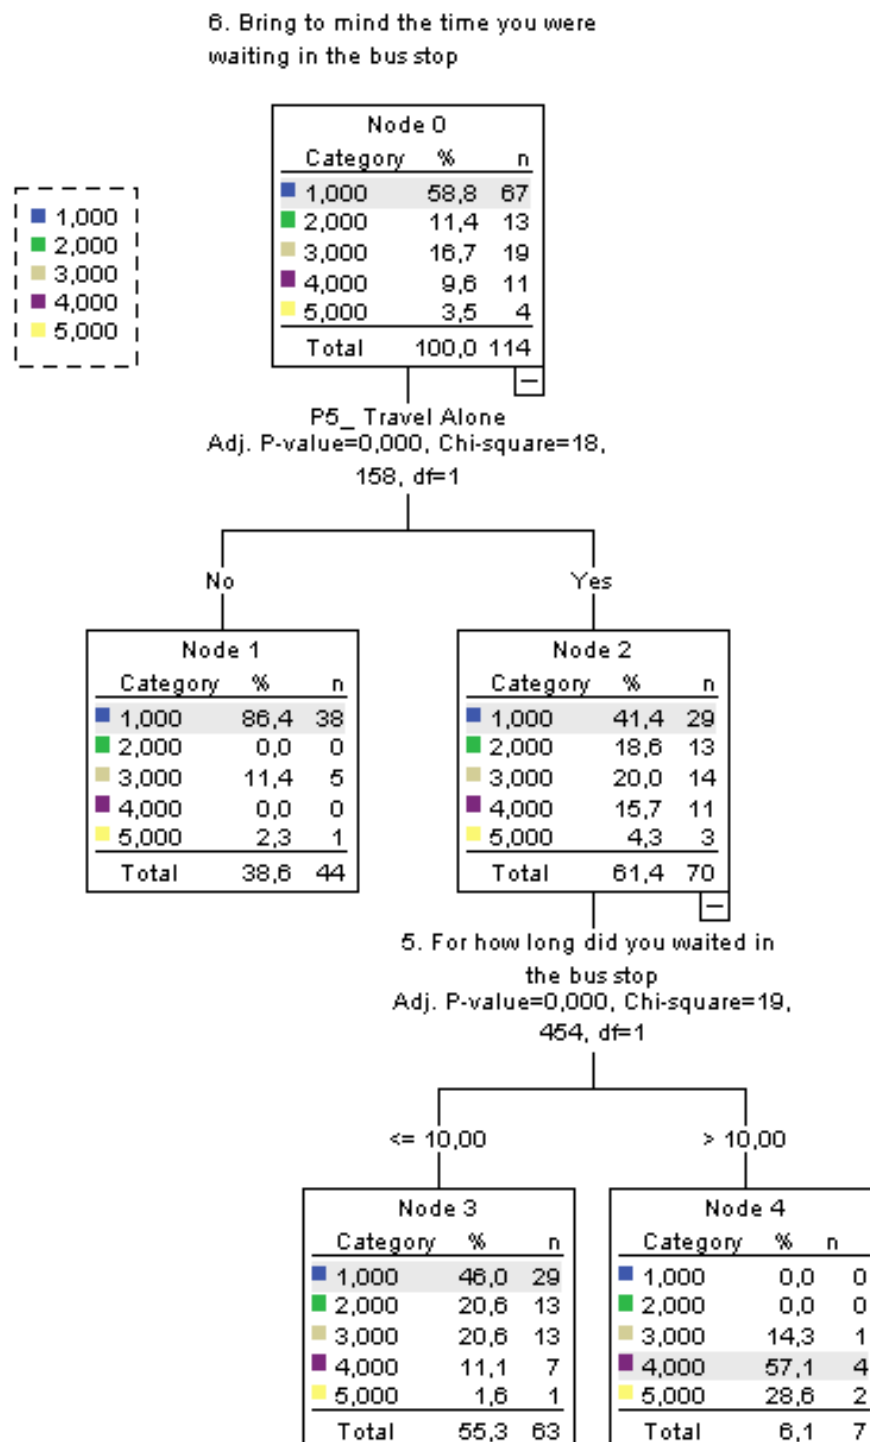 6. Bring to mind the time you were
waiting in the bus stop
Node 0
Category % n
1,000 58,8 67
2,000 11,4 13
3,000 16,7 19
4,000 9,6 11
5,000 3,5 4
Total 100,0 114
1,000
2,000
3,000
4,000
5,000
P5_ Travel Alone
Adj. P-value=0,000, Chi-square=18,
158, df=1
No
Yes
Node 1
Category % n
1,000 86,4 38
2,000 0,0 0
3,000 11,4 5
4,000 0,0 0
5,000 2,3 1
Total 38,6 44
Node 2
Category % n
1,000 41,4 29
2,000 18,6 13
3,000 20,0 14
4,000 15,7 11
5,000 4,3 3
Total 61,4 70
5. For how long did you waited in
the bus stop
Adj. P-value=0,000, Chi-square=19,
454, df=1
<= 10,00
> 10,00
Node 3
Category % n
1,000 46,0 29
2,000 20,6 13
3,000 20,6 13
4,000 11,1 7
5,000 1,6 1
Total 55,3 63
Node 4
Category % n
1,000 0,0 0
2,000 0,0 0
3,000 14,3 1
4,000 57,1 4
5,000 28,6 2
Total 6,1 7